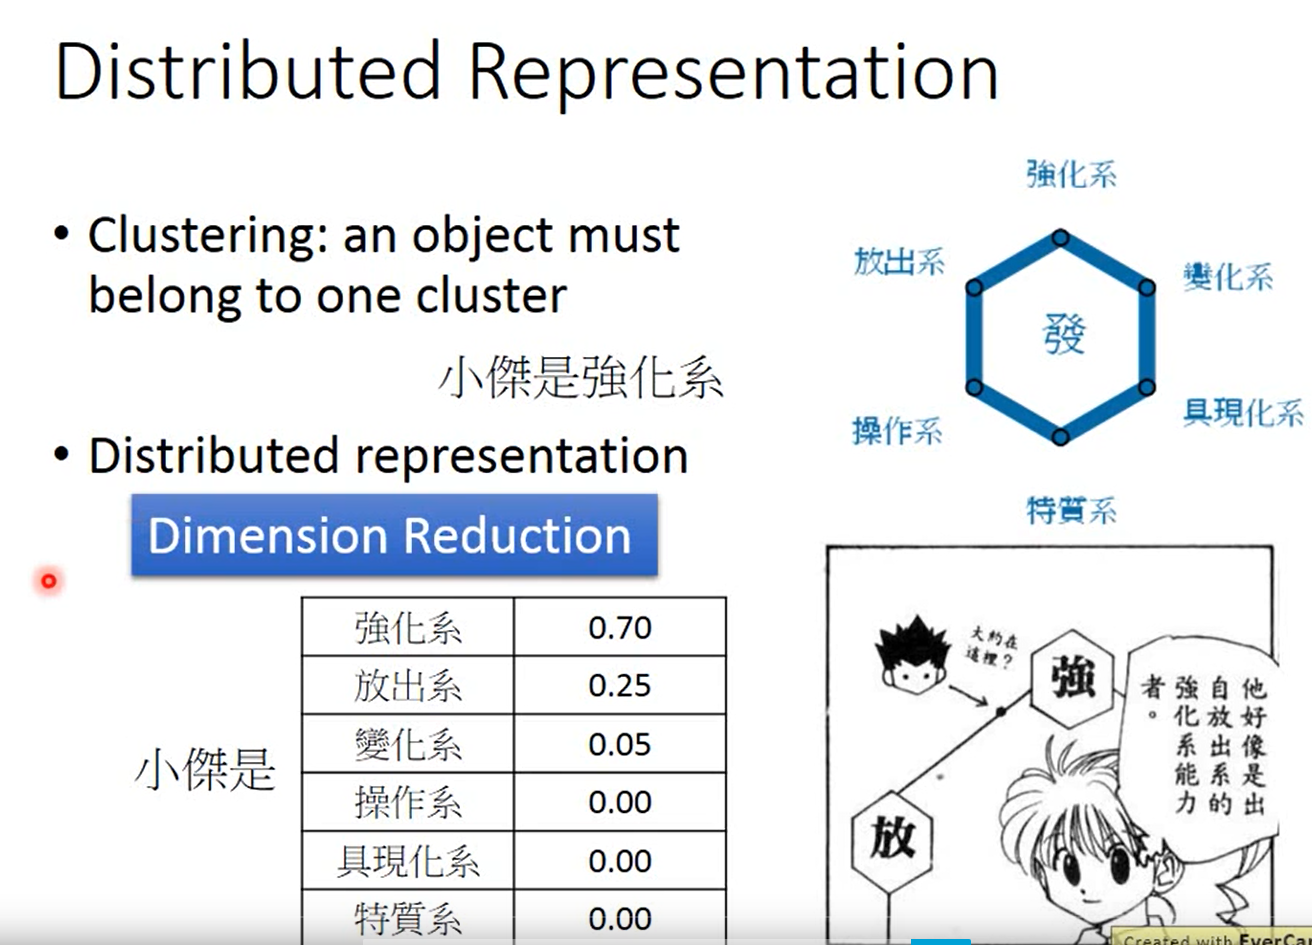 Distributed Representation
• Clustering: an object must
belong to one cluster
小傑是強化系
• Distributed representation
Dimension Reduction
小傑是
強化系 0.70
放出系 0.25
變化系 0.05
操作系 0.00
具現化系 0.00
特質系 0.00
強化系
放出系
變化系
發
操作系
具現化系
特質系
大約在
這裡?
強
放
他好像是出
自放出系的
強化系能力
者。
Created with EverCa